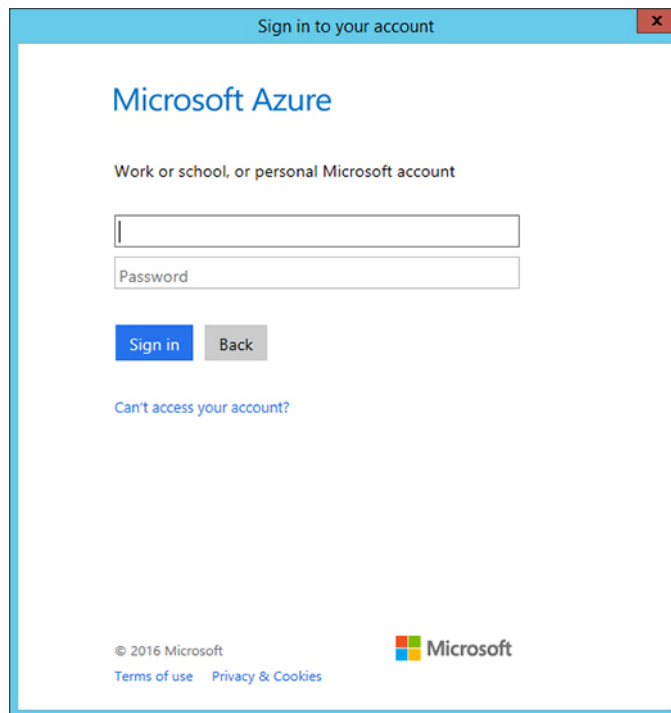 Sign in to your account
x
Microsoft Azure
Work or school, or personal Microsoft account
Password
Sign in Back
Can't access your account?
© 2016 Microsoft
Microsoft
Terms of use Privacy & Cookies